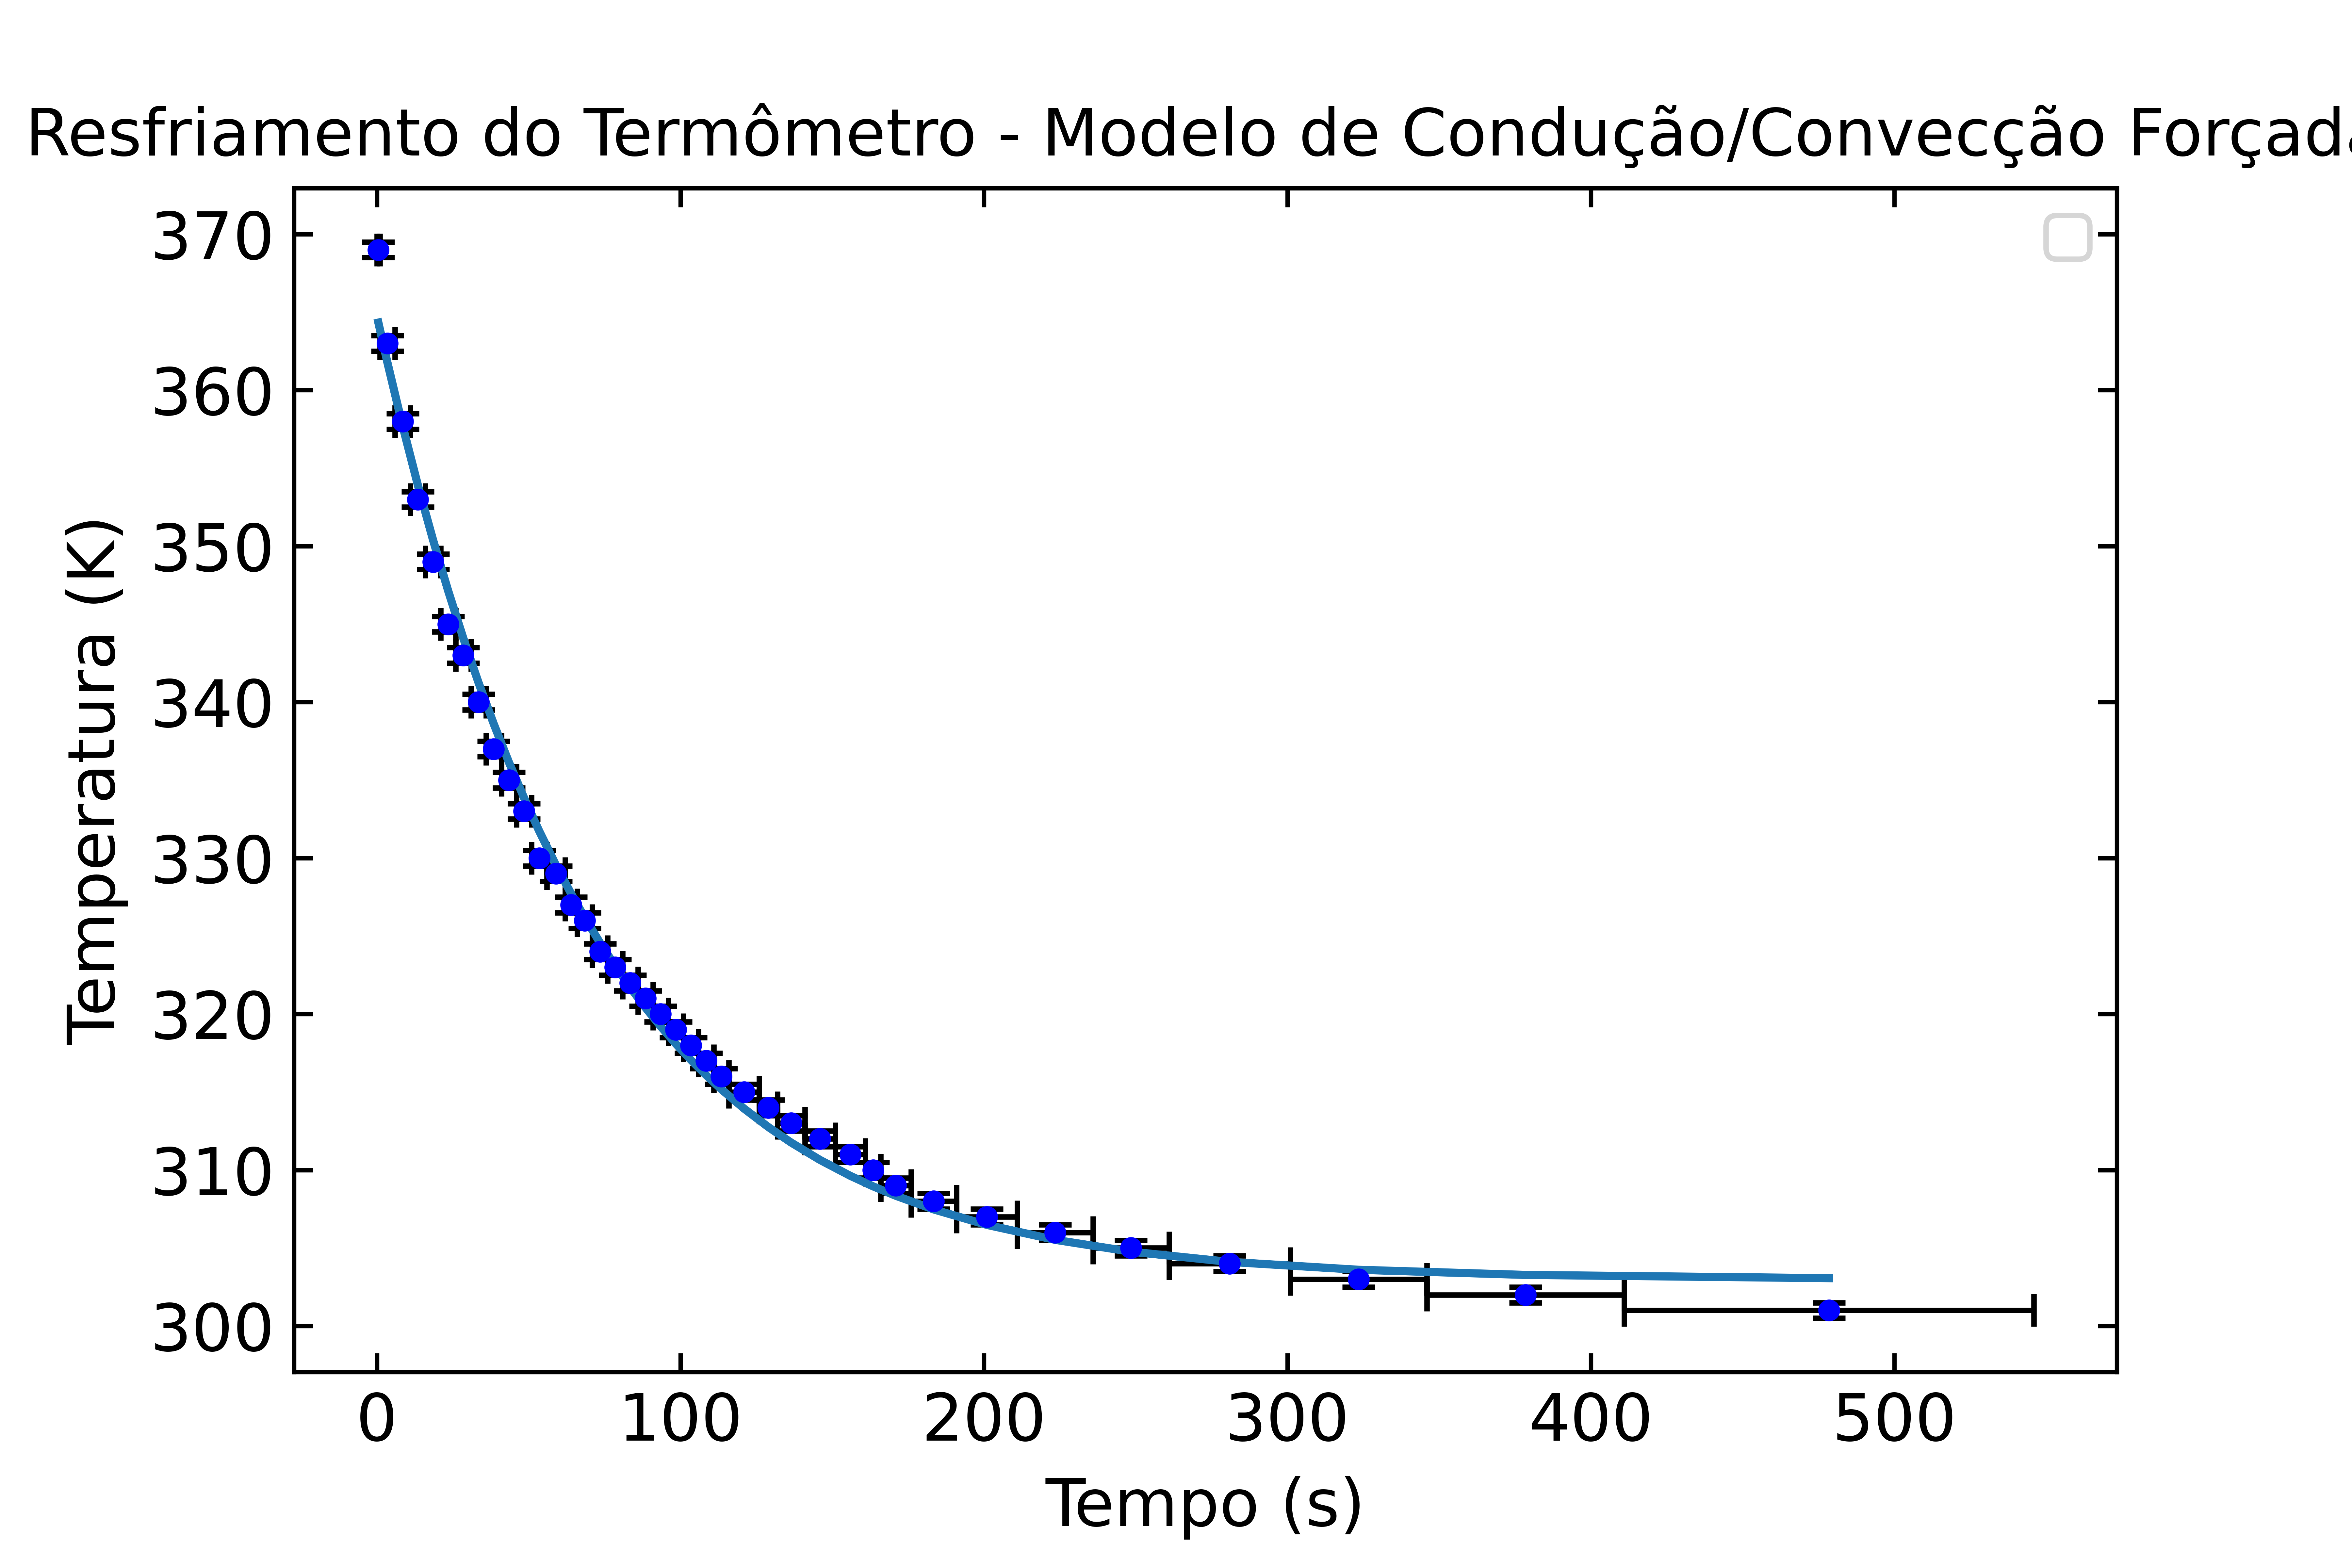 Resfriamento do Termômetro - Modelo de Condução/Convecção Forçada
Temperatura (K)
370
360
350
340
330
320
310
300
0 100 200 300 400 500
Tempo (s)